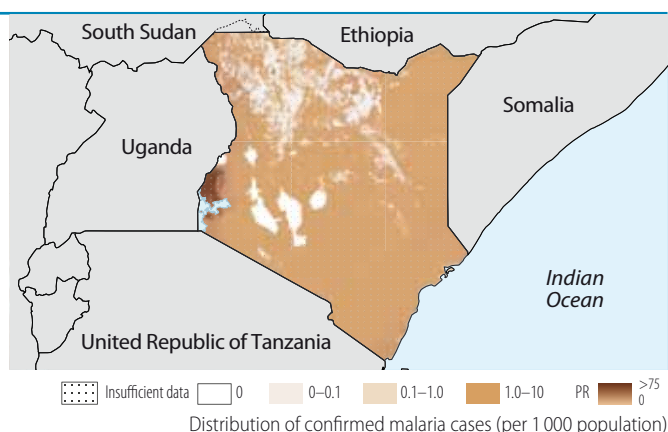 South Sudan
Ethiopia
Somalia
Uganda
Indian
Ocean
United Republic of Tanzania
Insufficient data
0
0–0.1
0.1–1.0
1.0–10
PR
>75
0
Distribution of confirmed malaria cases (per 1 000 population)